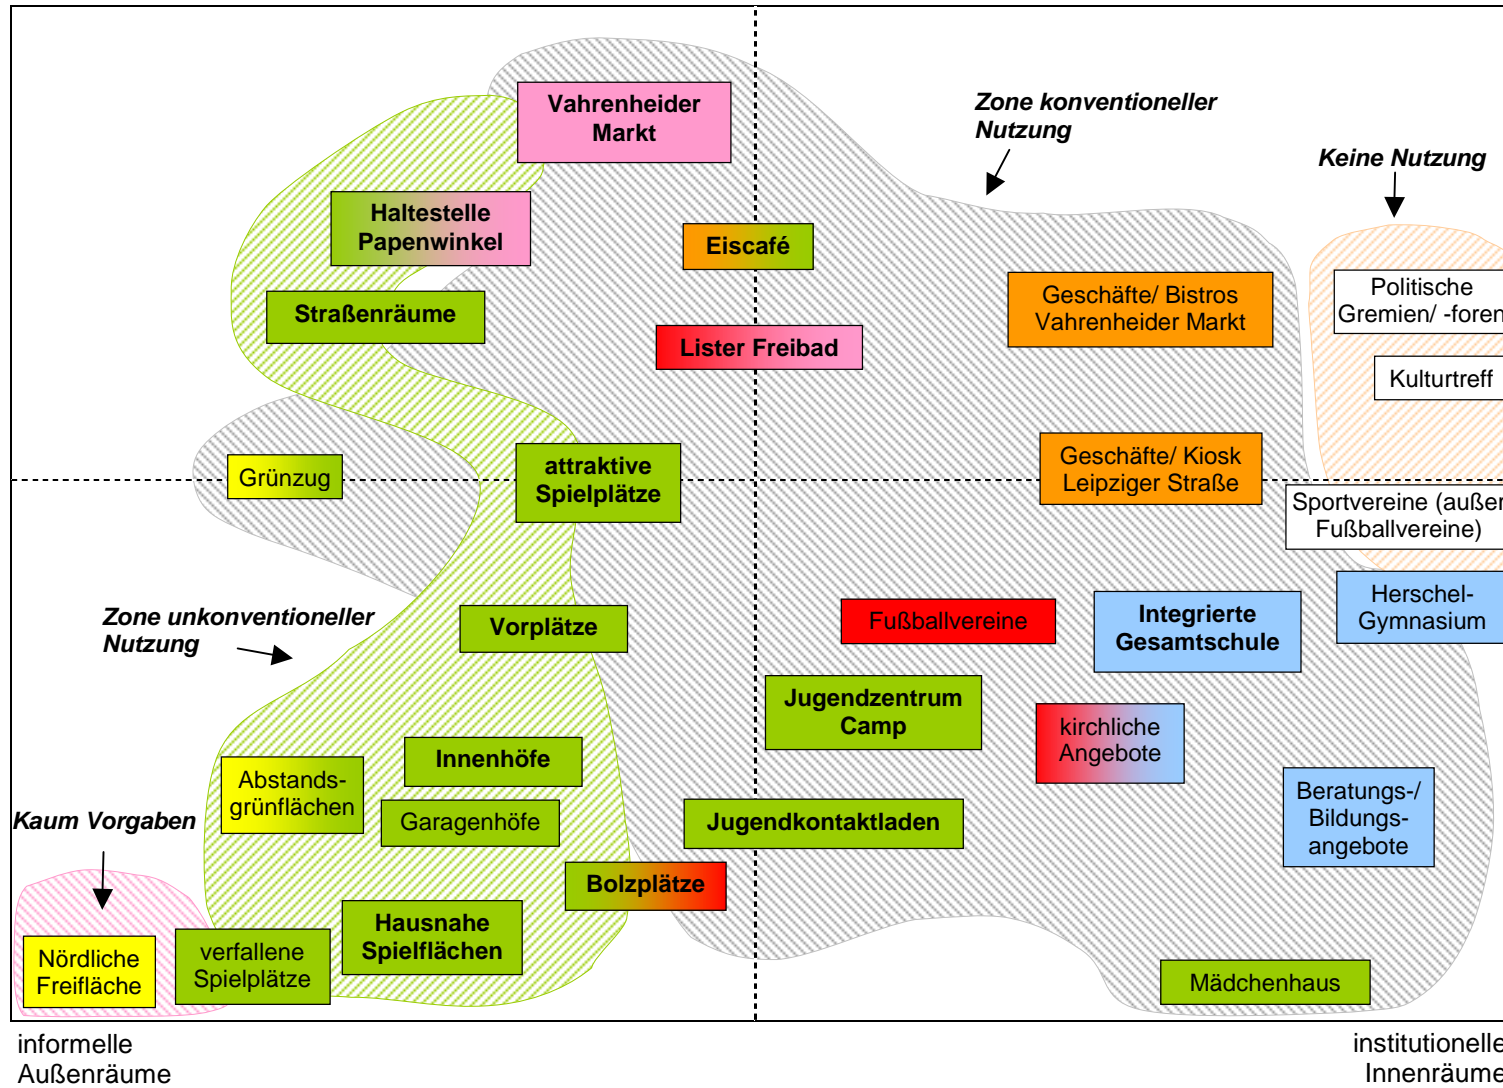 Vahrenheider
Markt
Zone konventioneller
Nutzung
Keine Nutzung
Haltestelle
Papenwinkel
Eiscafé
Straßenräume
Lister Freibad
Geschäfte/ Bistros
Vahrenheider Markt
Politische
Gremien/ -foren
Kulturtreff
Grünzug
attraktive
Spielplätze
Geschäfte/ Kiosk
Leipziger Straße
Sportvereine (außer
Fußballvereine)
Zone unkonventioneller
Nutzung
Vorplätze
Fußballvereine
Integrierte
Gesamtschule
Herschel-
Gymnasium
Jugendzentrum
Camp
kirchliche
Angebote
Innenhöfe
Abstands-
grünflächen
Garagenhöfe
Jugendkontaktladen
Beratungs-/
Bildungs-
angebote
Kaum Vorgaben
Bolzplätze
Hausnahe
Spielflächen
Nördliche
Freifläche
verfallene
Spielplätze
Mädchenhaus
informelle
Außenräume
institutionelle
Innenräume